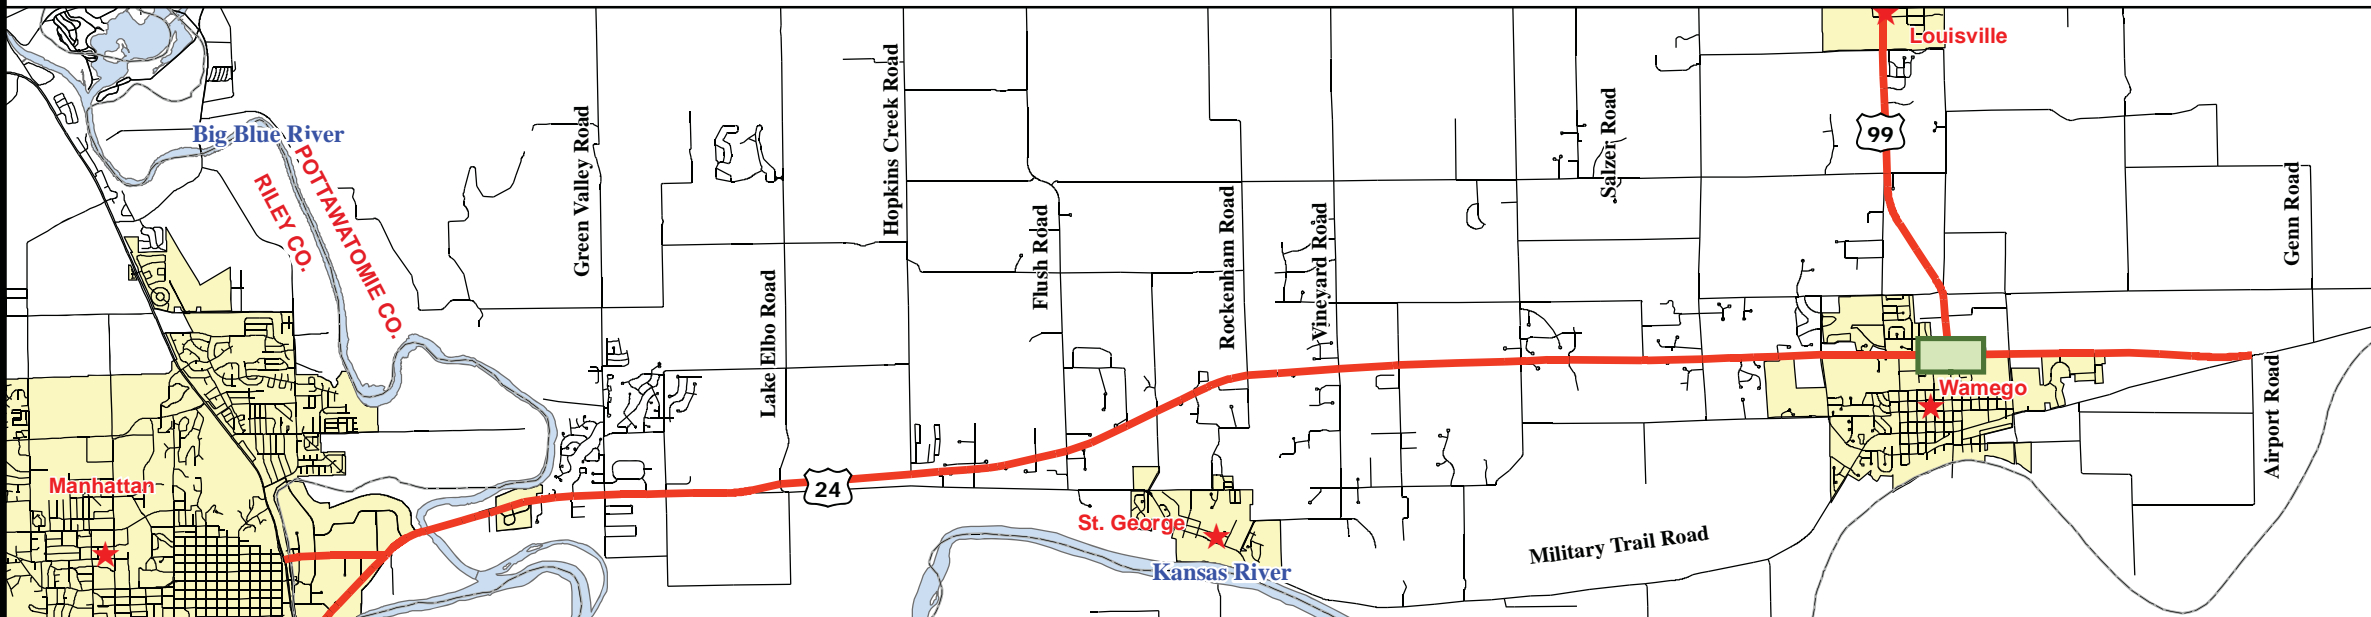 Louisville
99
Big Blue River
POTTAWATOMIE CO.
RILEY CO.
Green Valley Road
Hopkins Creek Road
Salzer Road
Lake Elbo Road
Flush Road
Rockenham Road
Vineyard Road
Genn Road
Wamego
Airport Road
Manhattan
24
St. George
Military Trail Road
Kansas River